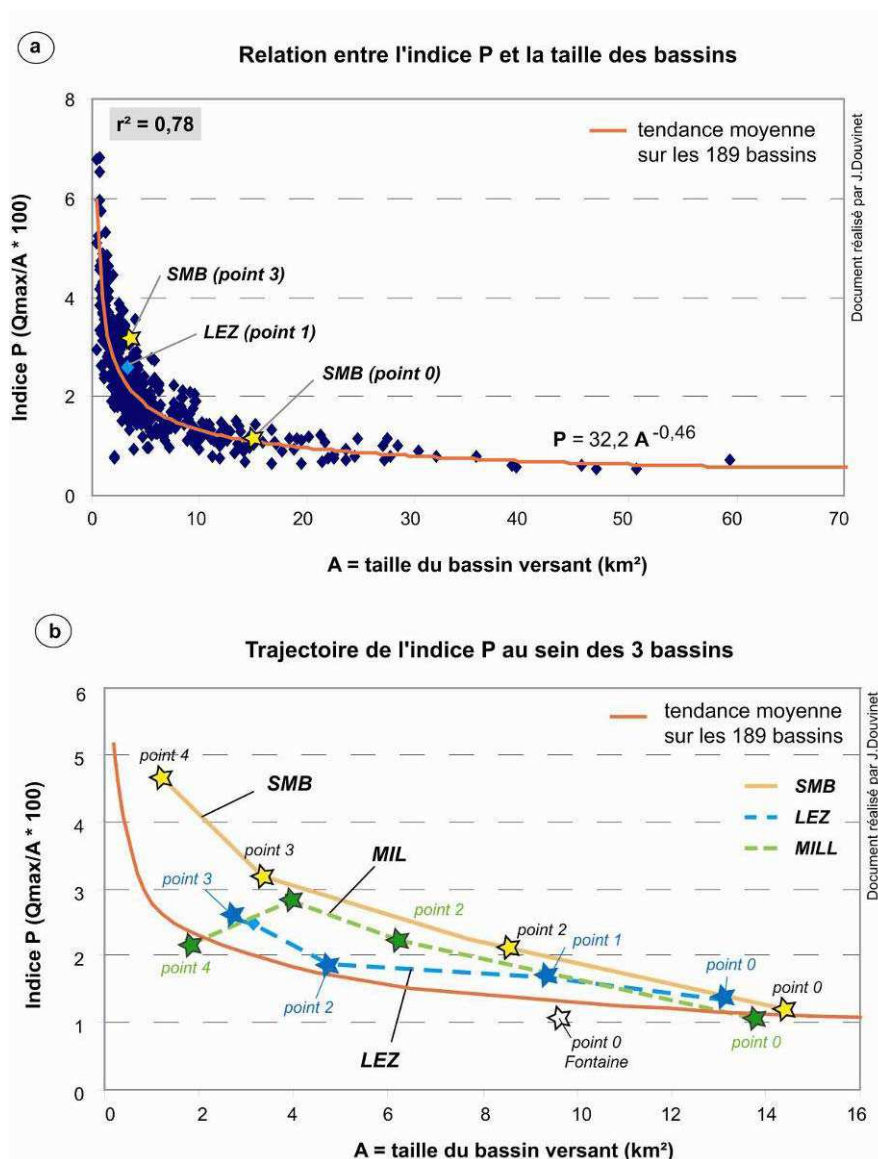 a
Relation entre l'indice P et la taille des bassins
8
6
4
2
0
r² = 0,78
tendance moyenne
sur les 189 bassins
SMB (point 3)
LEZ (point 1)
SMB (point 0)
P = 32,2 A -0,46
Indice P (Qmax/A * 100)
Document réalisé par J.Douvinet
0 10 20 30 40 50 60 70
A = taille du bassin versant (km²)
b
Trajectoire de l'indice P au sein des 3 bassins
6
5
4
3
2
1
0
tendance moyenne
sur les 189 bassins
SMB
LEZ
MILL
point 4
SMB
point 3
MIL
point 3
point 2
point 2
point 1
point 0
point 0
point 4
point 2
LEZ
point 0
Fontaine
point 0
Indice P (Qmax/A * 100)
Document réalisé par J.Douvinet
0 2 4 6 8 10 12 14 16
A = taille du bassin versant (km²)